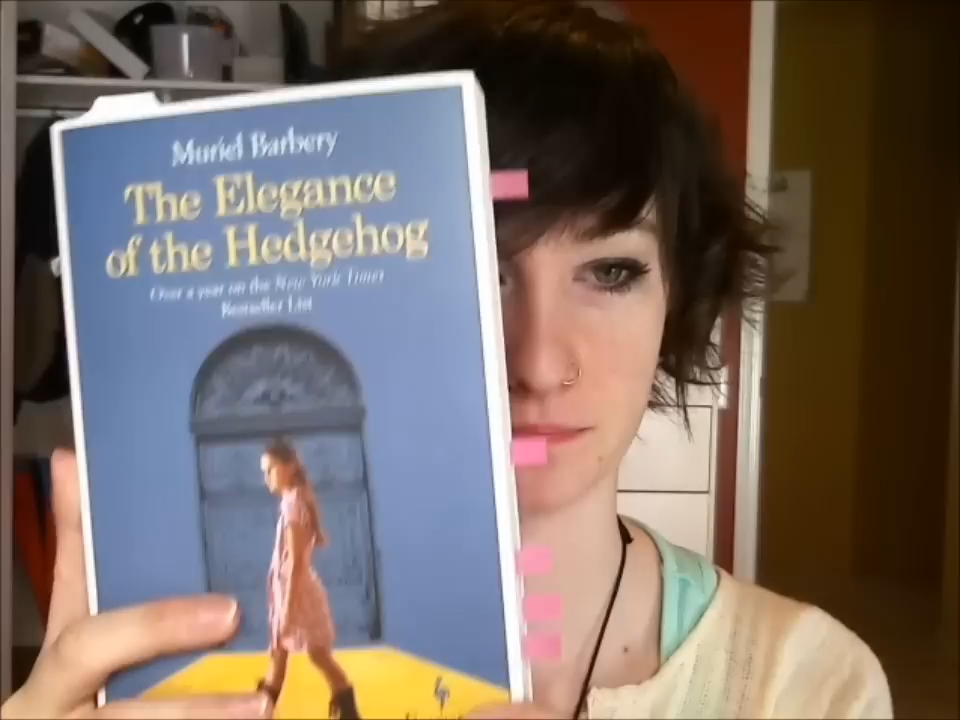 Muriel Barbery
The Elegance
of the Hedgehog
Over a year on the New York Times
Bestseller List